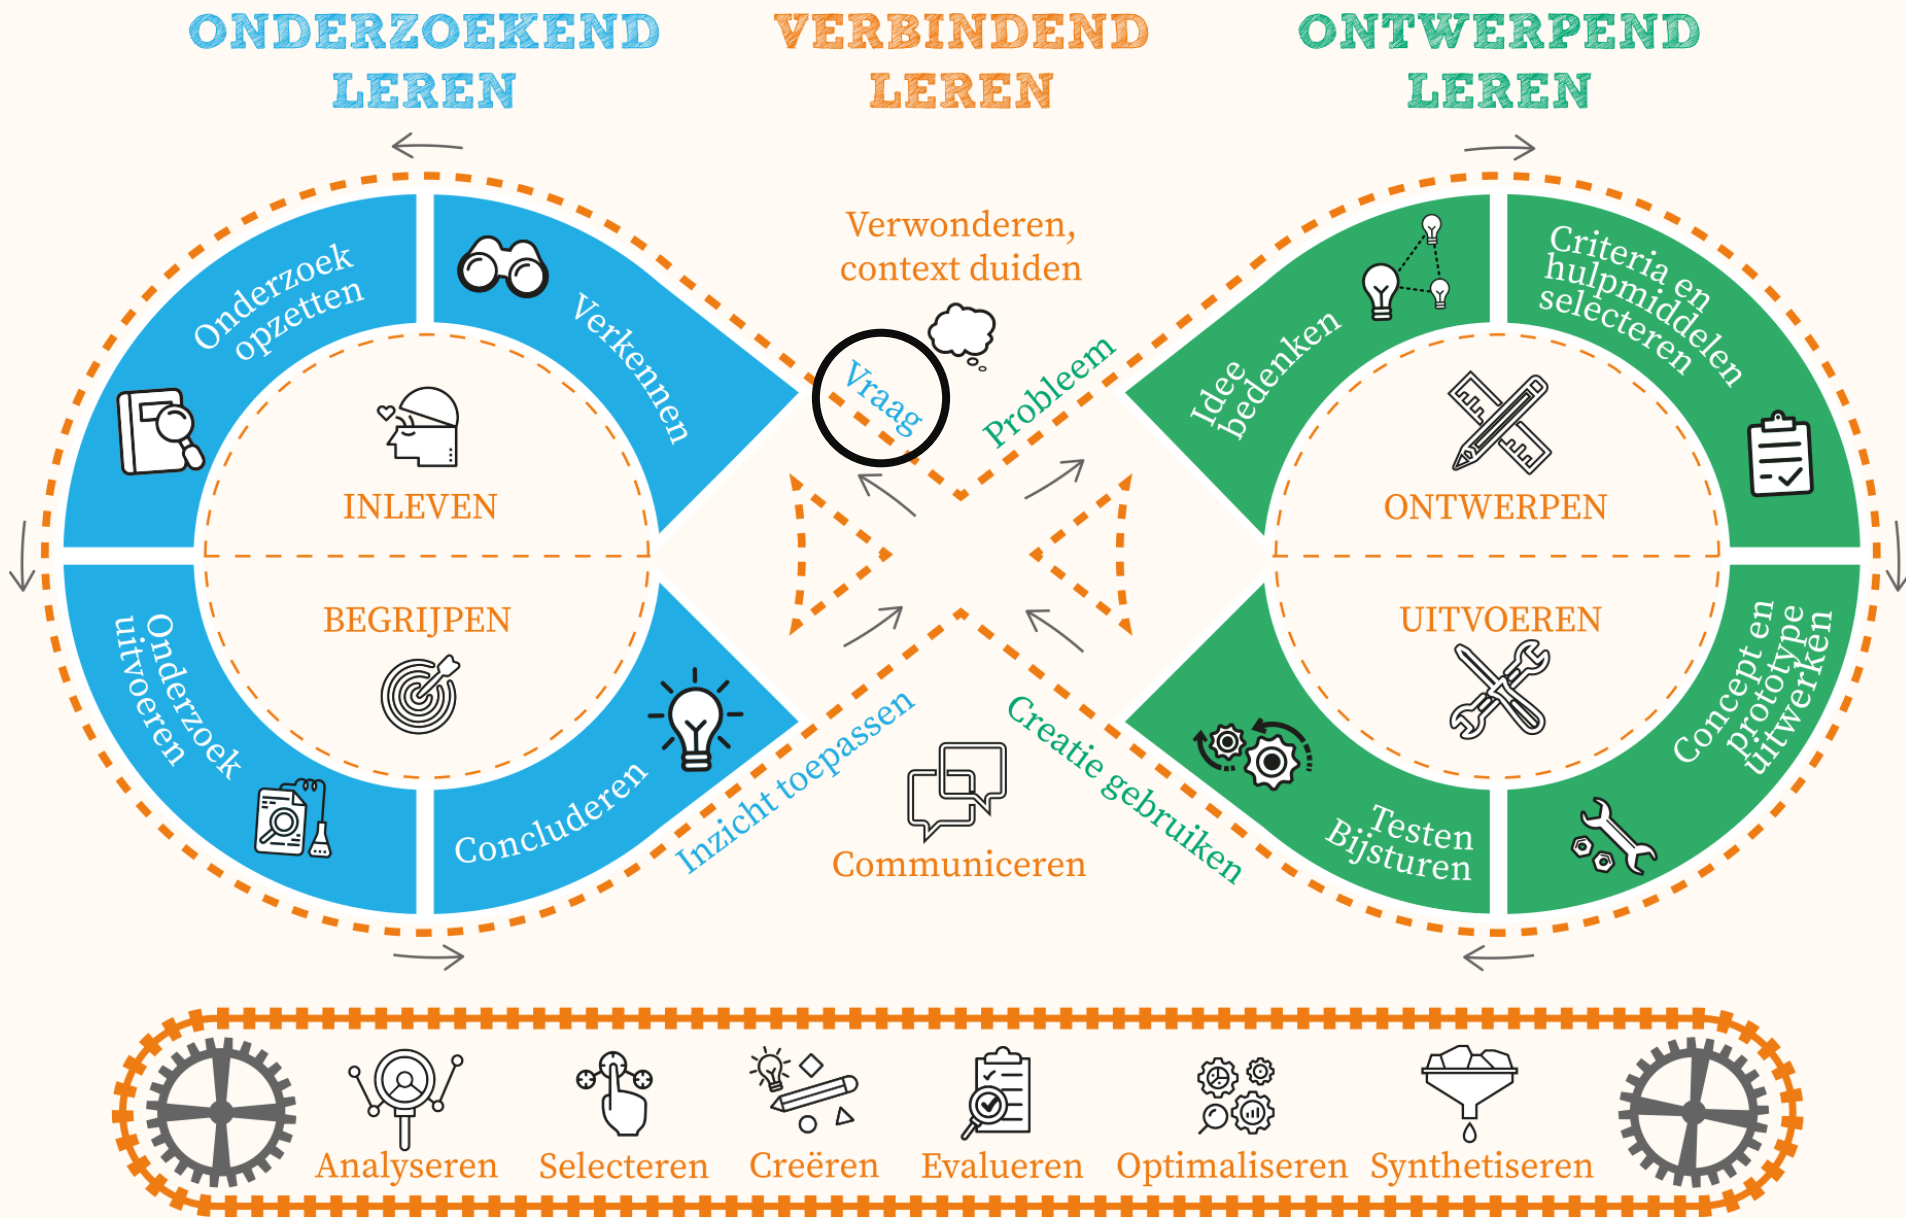 ONDERZOEKEND
LEREN
VERBINDEND
LEREN
ONTWERPEND
LEREN
Verwonderen,
context duiden
Onderzoek
opzetten
Verkennen
Vraag
Probleem
Idee
bedenken
Criteria en
hulpmiddelen
selecteren
INLEVEN
BEGRIJPEN
ONTWERPEN
UITVOEREN
Onderzoek
uitvoeren
Concluderen
Inzicht toepassen
Communiceren
Creatie gebruiken
Testen
Bijsturen
Concept en
prototype
uitwerken
Analyseren
Selecteren
Creëren
Evalueren
Optimaliseren
Synthetiseren